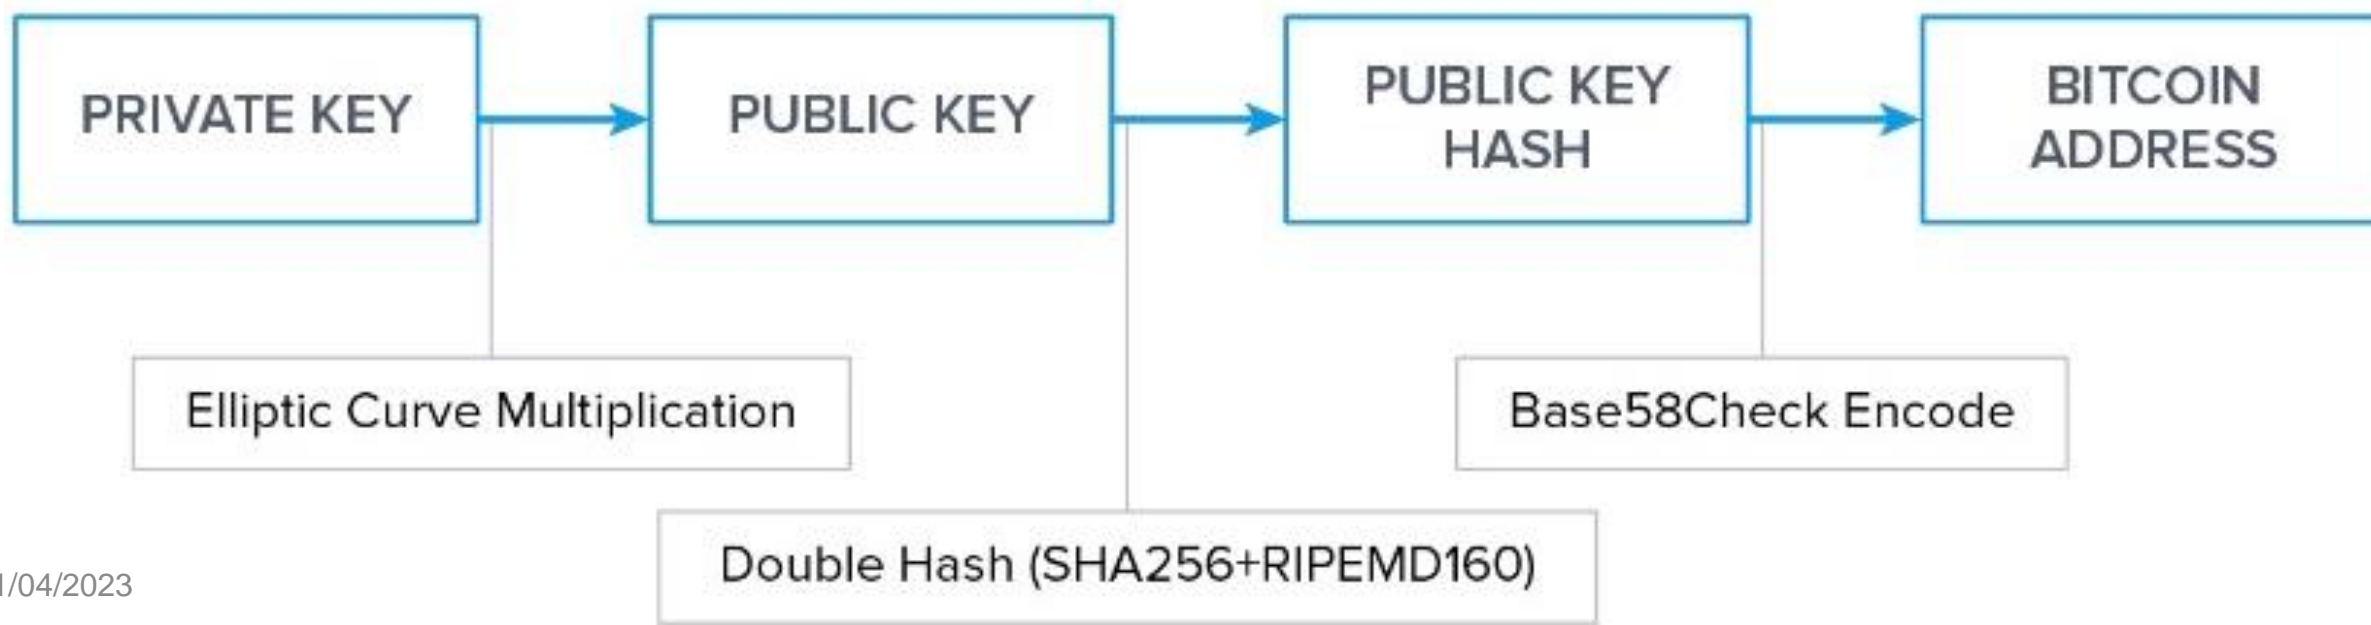 PRIVATE KEY
PUBLIC KEY
PUBLIC KEY
HASH
BITCOIN
ADDRESS
Elliptic Curve Multiplication
Base58Check Encode
Double Hash (SHA256+RIPEMD160)
1/04/2023